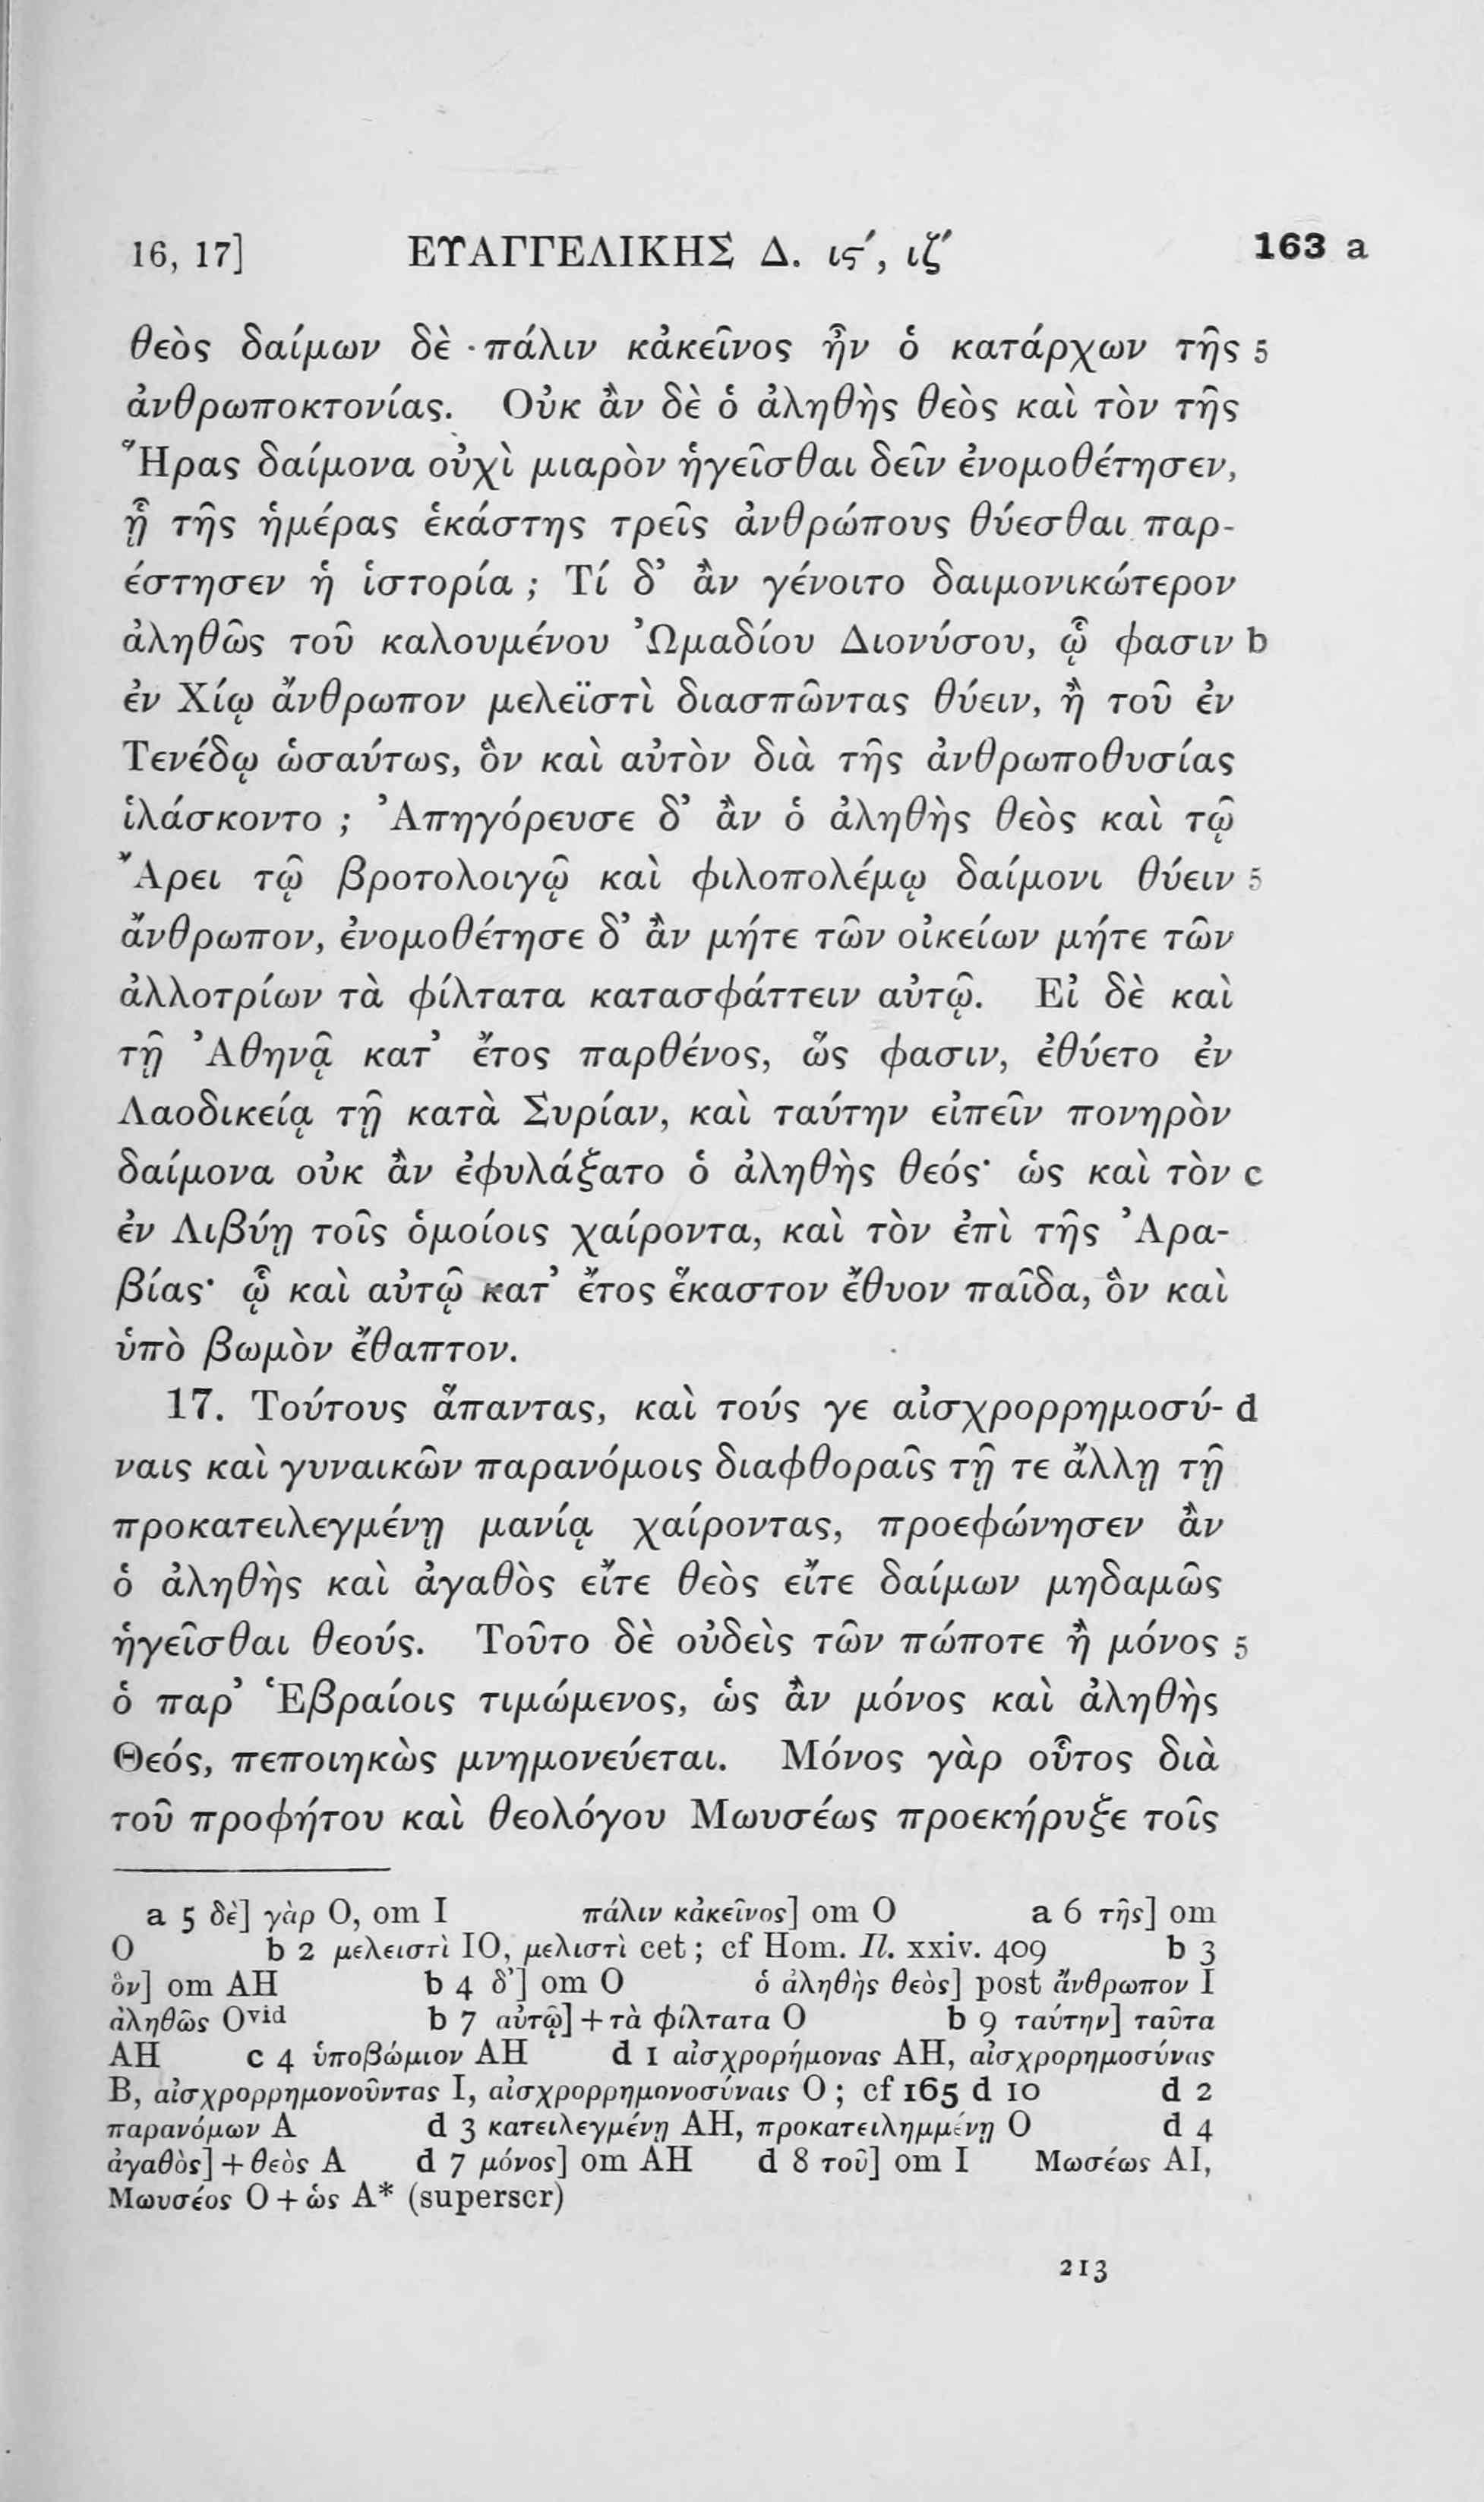 16, 17] ΕΥΑΓΓΕΛΙΚΗΣ Δ. ιϛ′, ιζ′ 163 a
θεὸς δαίμων δὲ πάλιν κἀκεῖνος ἦν ὁ κατάρχων τῆς 5
ἀνθρωποκτονίας. Οὐκ ἂν δὲ ὁ ἀληθὴς θεὸς καὶ τὸν τῆς
Ἥρας δαίμονα οὐχὶ μιαρὸν ἡγεῖσθαι δεῖν ἐνομοθέτησεν,
ᾗ τῆς ἡμέρας ἑκάστης τρεῖς ἀνθρώπους θύεσθαι παρ-
έστησεν ἡ ἱστορία ; Τί δ’ ἂν γένοιτο δαιμονικώτερον
ἀληθῶς τοῦ καλουμένου Ὠμαδίου Διονύσου, ᾧ φασιν b
ἐν Χίῳ ἄνθρωπον μελεϊστὶ διασπῶντας θύειν, ἢ τοῦ ἐν
Τενέδῳ ὡσαύτως, ὃν καὶ αὐτὸν διὰ τῆς ἀνθρωποθυσίας
ἱλάσκοντο ; Ἀπηγόρευσε δ’ ἂν ὁ ἀληθὴς θεὸς καὶ τῷ
Ἄρει τῷ βροτολοιγῷ καὶ φιλοπολέμῳ δαίμονι θύειν 5
ἄνθρωπον, ἐνομοθέτησε δ’ ἂν μήτε τῶν οἰκείων μήτε τῶν
ἀλλοτρίων τὰ φίλτατα κατασφάττειν αὐτῷ. Εἰ δὲ καὶ
τῇ Ἀθηνᾷ κατ’ ἔτος παρθένος, ὥς φασιν, ἐθύετο ἐν
Λαοδικείᾳ τῇ κατὰ Συρίαν, καὶ ταύτην εἰπεῖν πονηρὸν
δαίμονα οὐκ ἂν ἐφυλάξατο ὁ ἀληθὴς θεός· ὡς καὶ τὸν c
ἐν Λιβύῃ τοῖς ὁμοίοις χαίροντα, καὶ τὸν ἐπὶ τῆς Ἀρα-
βίας· ᾧ καὶ αὐτῷ κατ’ ἔτος ἕκαστον ἔθυον παῖδα, ὃν καὶ
ὑπὸ βωμὸν ἔθαπτον.
17. Τούτους ἅπαντας, καὶ τούς γε αἰσχρορρημοσύ- d
ναις καὶ γυναικῶν παρανόμοις διαφθοραῖς τῇ τε ἄλλῃ τῇ
προκατειλεγμένῃ μανίᾳ χαίροντας, προεφώνησεν ἂν
ὁ ἀληθὴς καὶ ἀγαθὸς εἴτε θεὸς εἴτε δαίμων μηδαμῶς
ἡγεῖσθαι θεούς. Τοῦτο δὲ οὐδεὶς τῶν πώποτε ἢ μόνος 5
ὁ παρ’ Ἑβραίοις τιμώμενος, ὡς ἂν μόνος καὶ ἀληθὴς
Θεός, πεποιηκὼς μνημονεύεται. Μόνος γὰρ οὗτος διὰ
τοῦ προφήτου καὶ θεολόγου Μωυσέως προεκήρυξε τοῖς
a 5 δὲ] γὰρ O, om I πάλιν κἀκεῖνος] om O a 6 τῆς] om
O b 2 μελειστὶ IO, μελιστὶ cet ; cf Hom. Il. xxiv. 409 b 3
ὃν] om AH b 4 δ’] om O ὁ ἀληθὴς θεὸς] post ἄνθρωπον I
ἀληθῶς Oᵛⁱᵈ b 7 αὐτῷ] + τὰ φίλτατα O b 9 ταύτην] ταῦτα
AH c 4 ὑποβώμιον AH d 1 αἰσχρορήμονας AH, αἰσχρορημοσύνας
B, αἰσχρορρημονοῦντας I, αἰσχρορρημονοσύναις O ; cf 165 d 10 d 2
παρανόμων A d 3 κατειλεγμένῃ AH, προκατειλημμένῃ O d 4
ἀγαθὸς] + θεὸς A d 7 μόνος] om AH d 8 τοῦ] om I Μωσέως AI,
Μωυσέος O + ὡς A* (superscr)
213